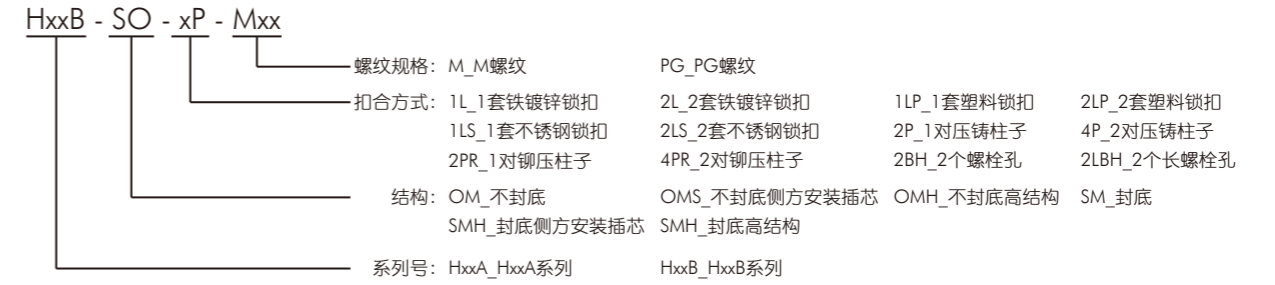 HxxB - SO - xP - Mxx
螺纹规格： M_M螺纹 PG_PG螺纹
扣合方式： 1L_1套铁镀锌锁扣 2L_2套铁镀锌锁扣 1LP_1套塑料锁扣 2LP_2套塑料锁扣
1LS_1套不锈钢锁扣 2LS_2套不锈钢锁扣 2P_1对压铸柱子 4P_2对压铸柱子
2PR_1对铆压柱子 4PR_2对铆压柱子 2BH_2个螺栓孔 2LBH_2个长螺栓孔
结构： OM_不封底 OMS_不封底侧方安装插芯 OMH_不封底高结构 SM_封底
SMH_封底侧方安装插芯 SMH_封底高结构
系列号： HxxA_HxxA系列 HxxB_HxxB系列